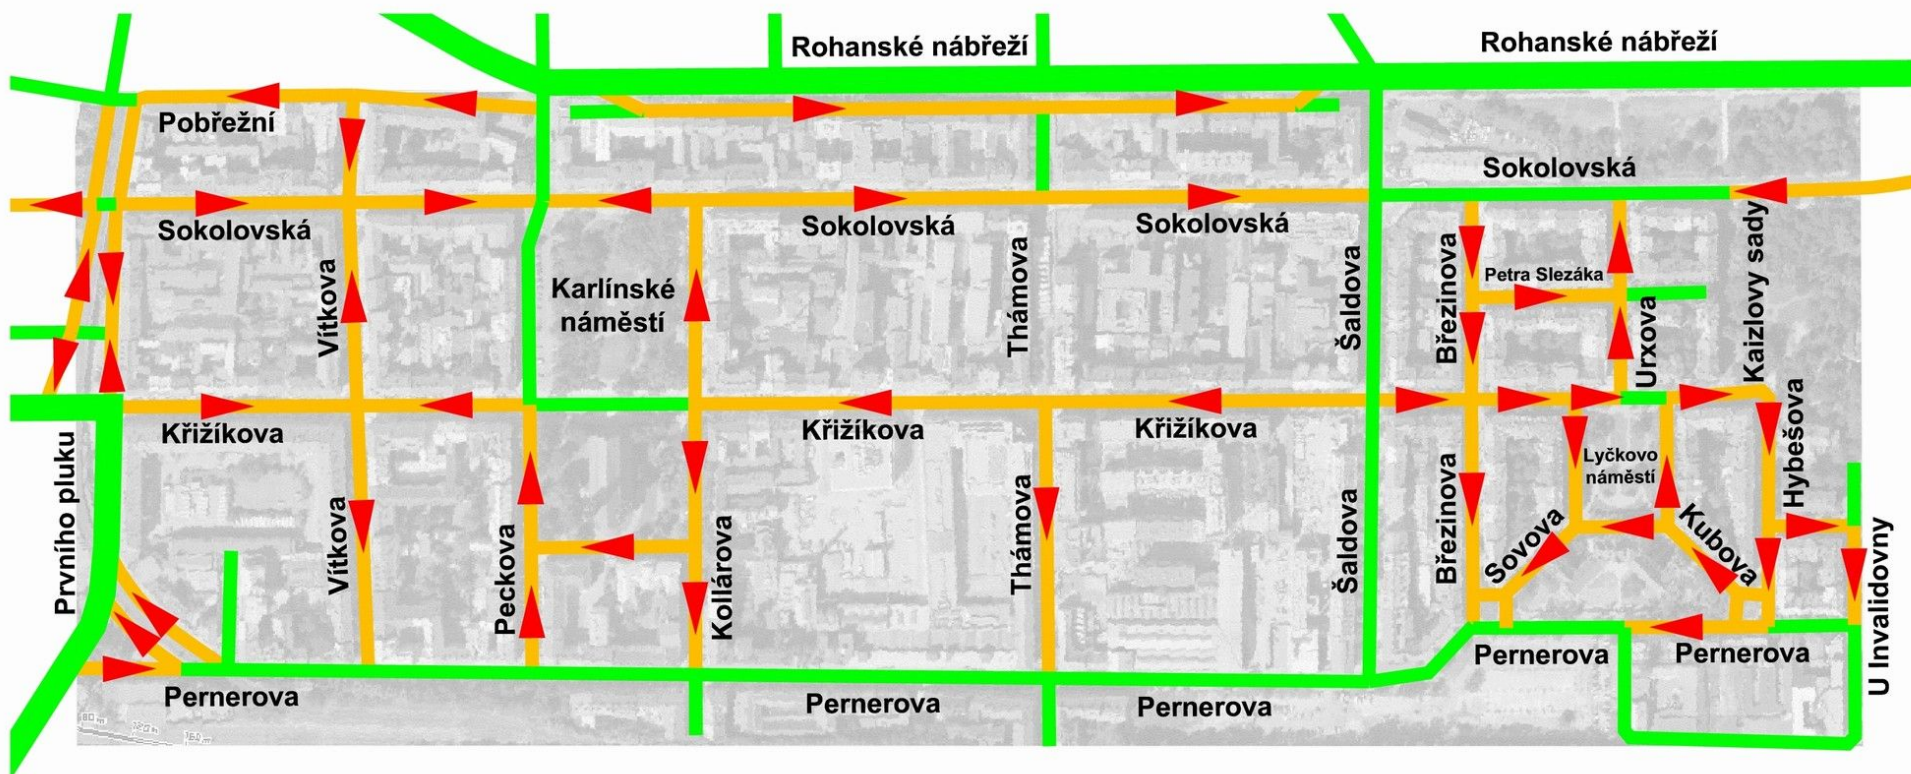 Rohanské nábřeží
Rohanské nábřeží
Pobřežní
Sokolovská
Sokolovská
Sokolovská
Sokolovská
Vítkova
Karlínské
náměstí
Thámova
Šaldova
Březinova
Petra Slezáka
Urxova
Kaizlovy sady
Křižíkova
Křižíkova
Křižíkova
Prvního pluku
Vítkova
Peckova
Kollárova
Thámova
Šaldova
Březinova
Sovova
Lyčkovo
náměstí
Kubova
Hybešova
U Invalidovny
Pernerova
Pernerova
Pernerova
Pernerova
Pernerova